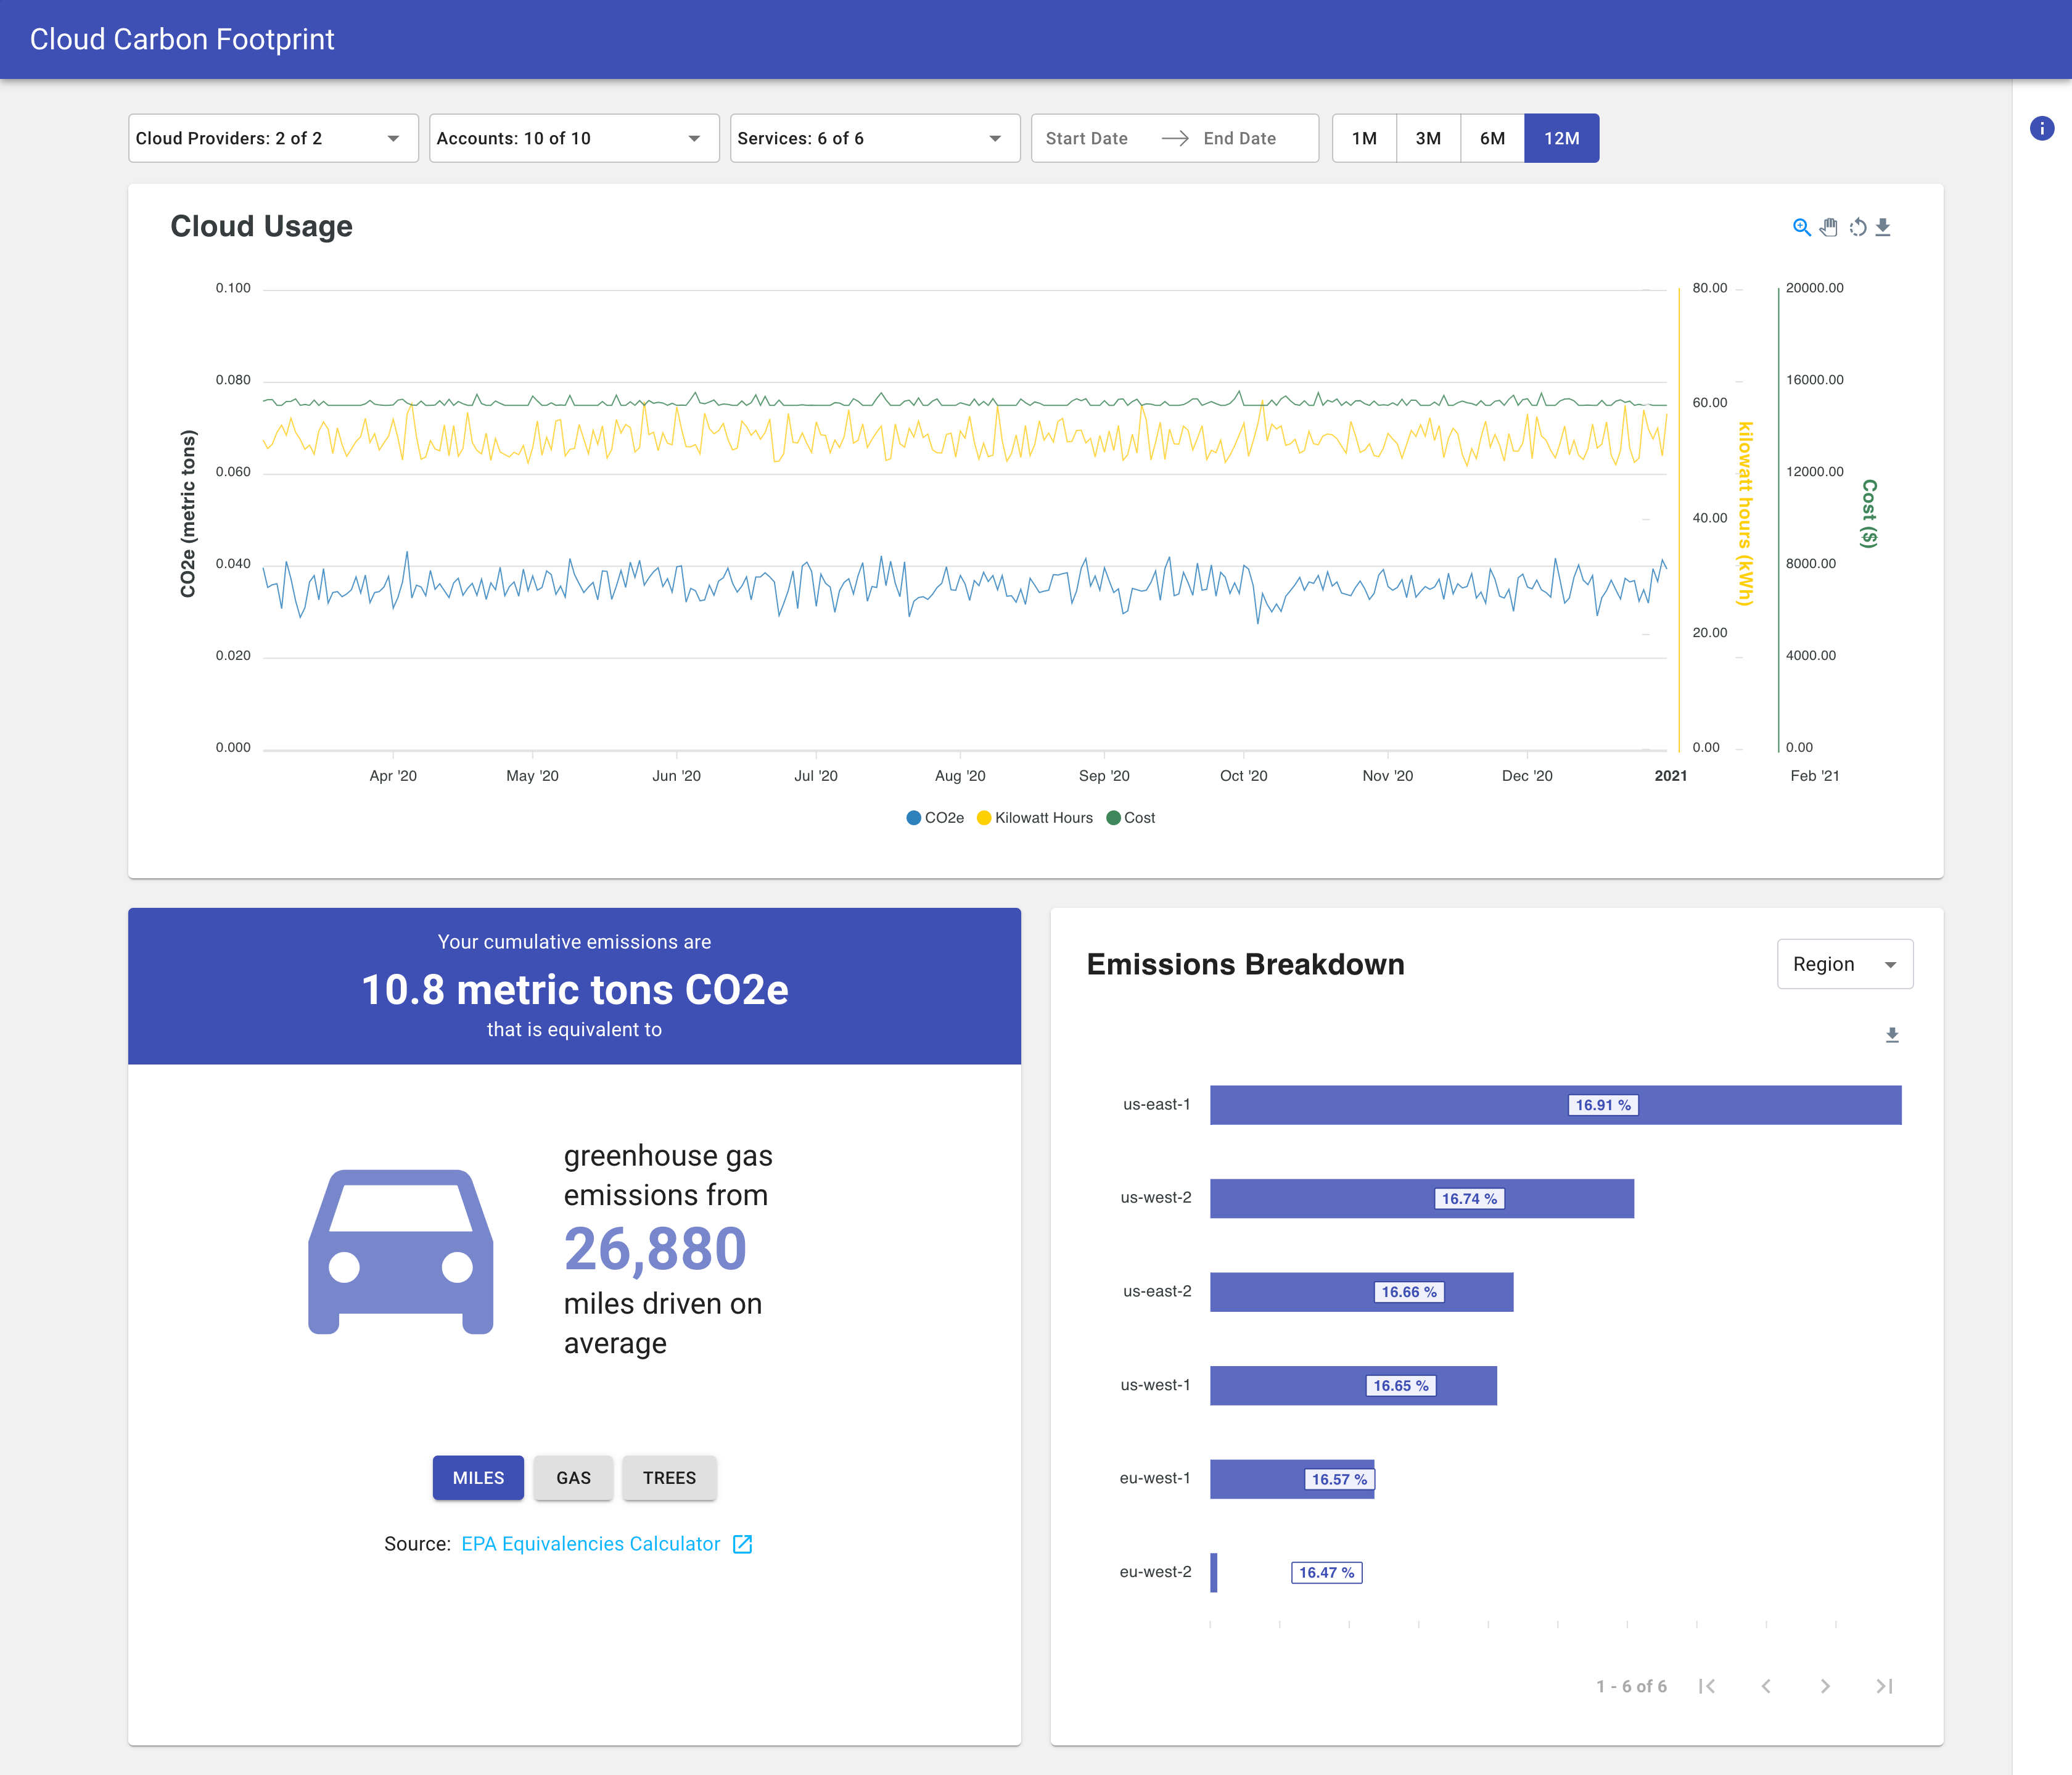 Cloud Carbon Footprint
Cloud Providers: 2 of 2
Accounts: 10 of 10
Services: 6 of 6
Start Date → End Date
1M 3M 6M 12M
Cloud Usage
CO2e (metric tons)
0.100
0.080
0.060
0.040
0.020
0.000
80.00
60.00
40.00
20.00
0.00
kilowatt hours (kWh)
20000.00
16000.00
12000.00
8000.00
4000.00
0.00
Cost ($)
Apr '20 May '20 Jun '20 Jul '20 Aug '20 Sep '20 Oct '20 Nov '20 Dec '20 2021 Feb '21
CO2e Kilowatt Hours Cost
Your cumulative emissions are
10.8 metric tons CO2e
that is equivalent to
greenhouse gas
emissions from
26,880
miles driven on
average
MILES GAS TREES
Source: EPA Equivalencies Calculator
Emissions Breakdown
Region
us-east-1 16.91 %
us-west-2 16.74 %
us-east-2 16.66 %
us-west-1 16.65 %
eu-west-1 16.57 %
eu-west-2 16.47 %
1 - 6 of 6